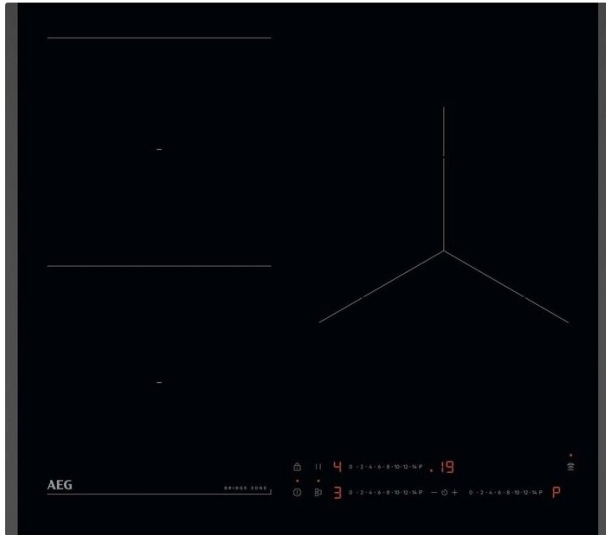 4 0 · 2 · 4 · 6 · 8 · 10 · 12 · 14 P .19
AEG
BRIDGE ZONE
3 0 · 2 · 4 · 6 · 8 · 10 · 12 · 14 P − + 0 · 2 · 4 · 6 · 8 · 10 · 12 · 14 P P